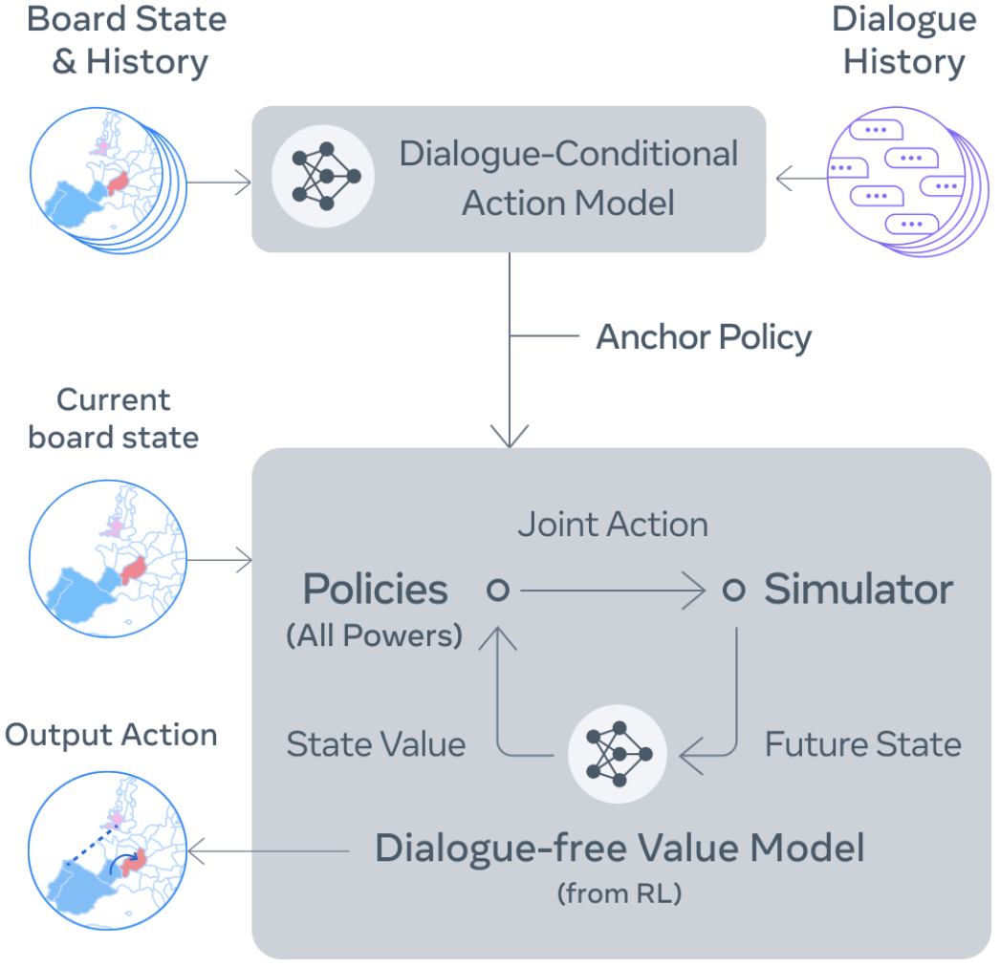 Board State
& History
Dialogue
History
Dialogue-Conditional
Action Model
Anchor Policy
Current
board state
Joint Action
Policies
(All Powers)
Simulator
State Value
Future State
Output Action
Dialogue-free Value Model
(from RL)